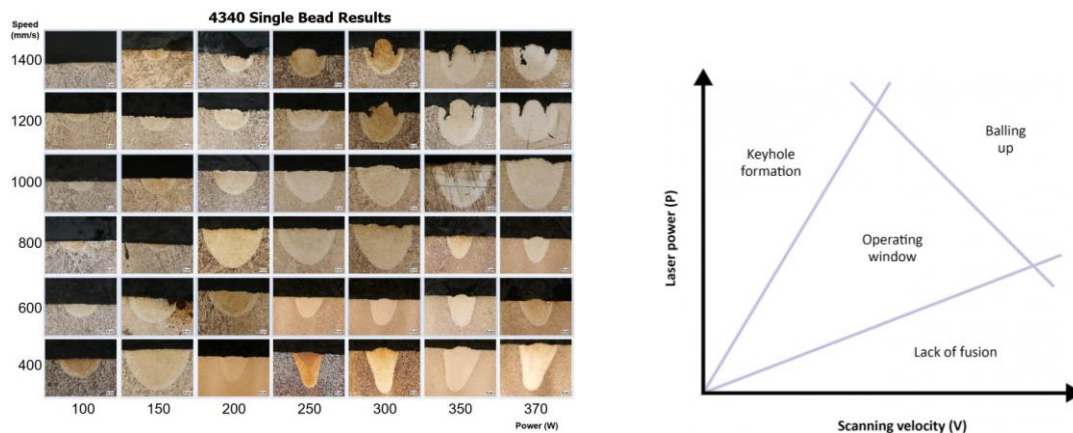 4340 Single Bead Results
Speed
(mm/s)
1400
1200
1000
800
600
400
100 150 200 250 300 350 370
Power (W)
Laser power (P)
Keyhole
formation
Balling
up
Operating
window
Lack of fusion
Scanning velocity (V)